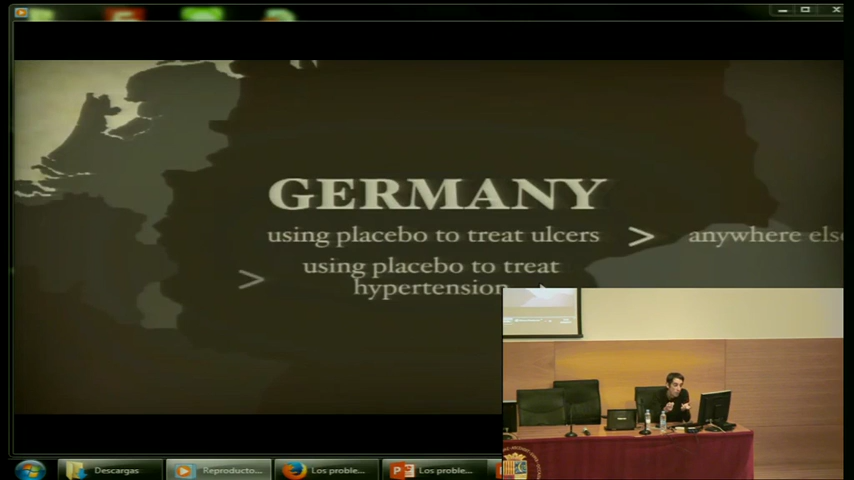 GERMANY
using placebo to treat ulcers > anywhere else
> using placebo to treat
hypertension
Descargas
Reproducto...
Los proble...
Los proble...